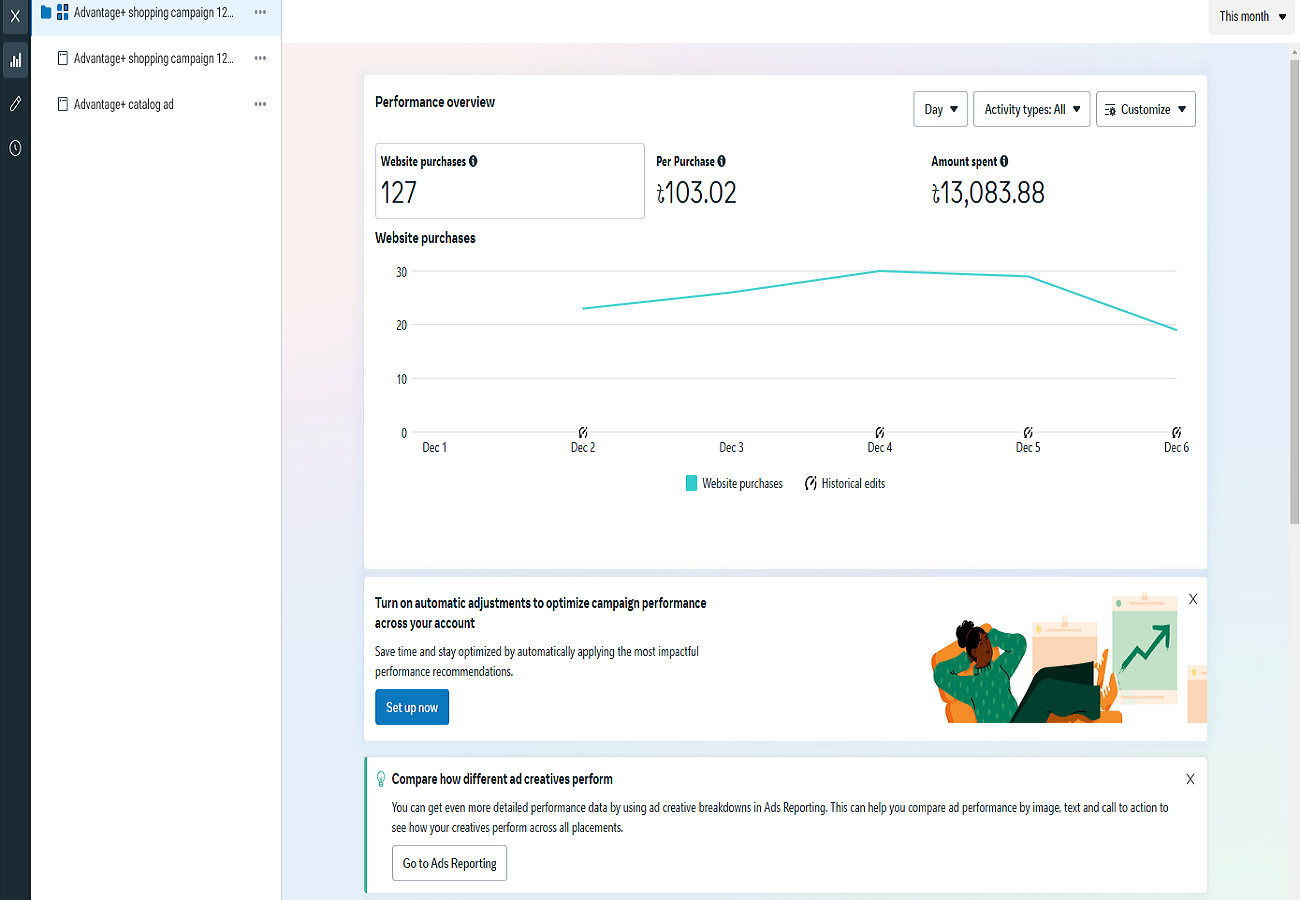 Advantage+ shopping campaign 12...
This month
Advantage+ shopping campaign 12...
Advantage+ catalog ad
Performance overview
Day
Activity types: All
Customize
Website purchases
Per Purchase
Amount spent
127
৳103.02
৳13,083.88
Website purchases
30
20
10
0
Dec 1
Dec 2
Dec 3
Dec 4
Dec 5
Dec 6
Website purchases
Historical edits
Turn on automatic adjustments to optimize campaign performance
across your account
Save time and stay optimized by automatically applying the most impactful
performance recommendations.
Set up now
Compare how different ad creatives perform
You can get even more detailed performance data by using ad creative breakdowns in Ads Reporting. This can help you compare ad performance by image, text and call to action to
see how your creatives perform across all placements.
Go to Ads Reporting